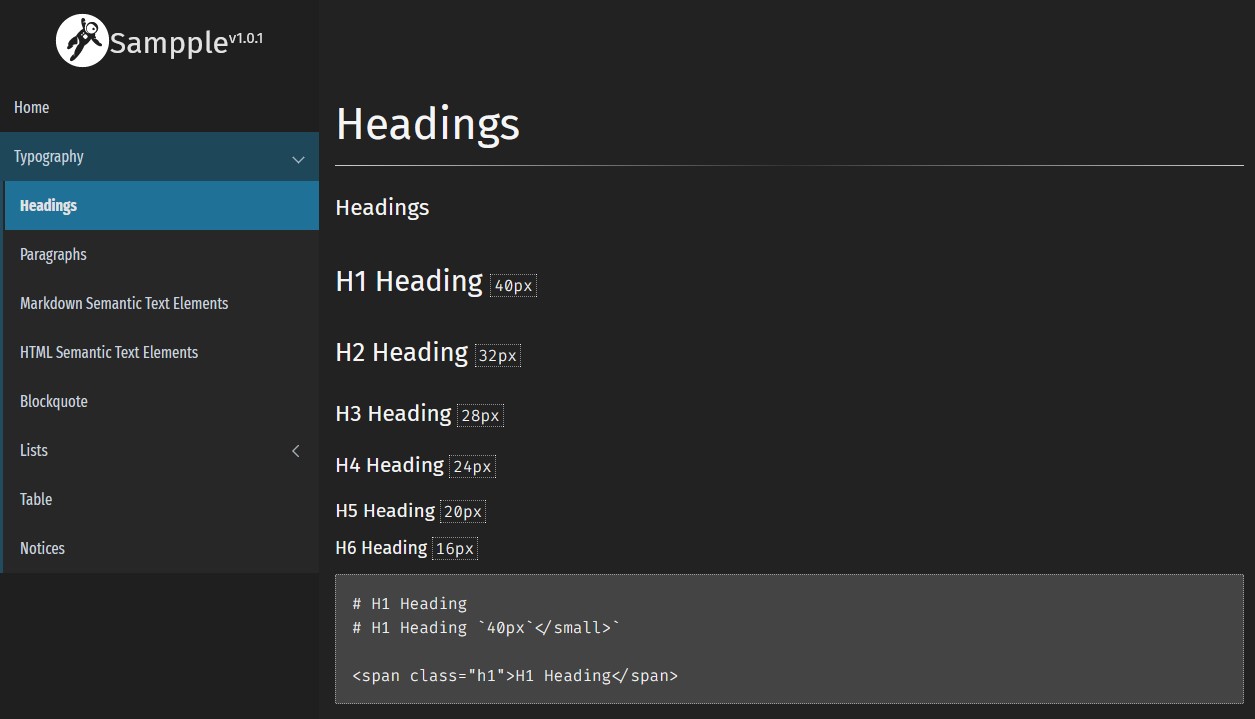 Sampplev1.0.1
Home
Typography
Headings
Paragraphs
Markdown Semantic Text Elements
HTML Semantic Text Elements
Blockquote
Lists
Table
Notices
Headings
Headings
H1 Heading 40px
H2 Heading 32px
H3 Heading 28px
H4 Heading 24px
H5 Heading 20px
H6 Heading 16px
# H1 Heading
# H1 Heading `40px`</small>`
<span class="h1">H1 Heading</span>